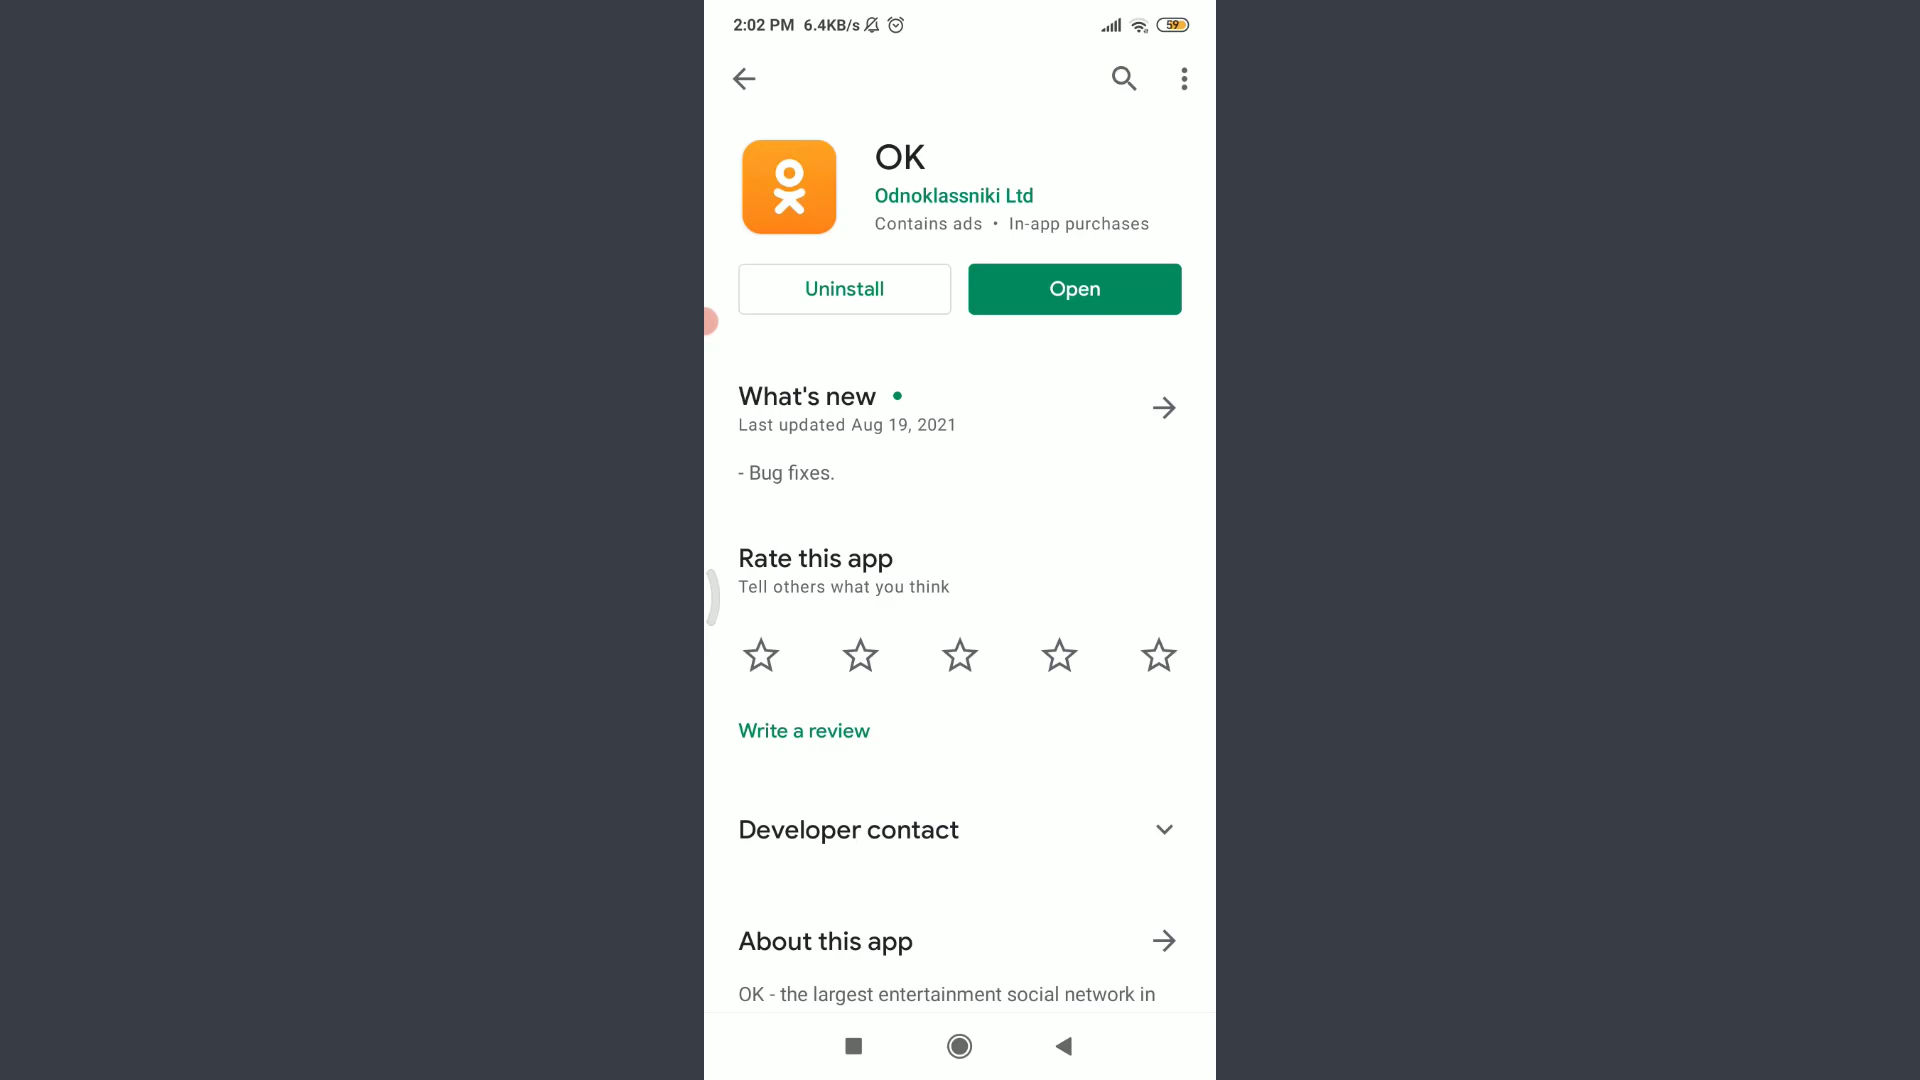 2:02 PM 6.4KB/s
59
OK
Odnoklassniki Ltd
Contains ads • In-app purchases
Uninstall
Open
What's new
Last updated Aug 19, 2021
- Bug fixes.
Rate this app
Tell others what you think
Write a review
Developer contact
About this app
OK - the largest entertainment social network in